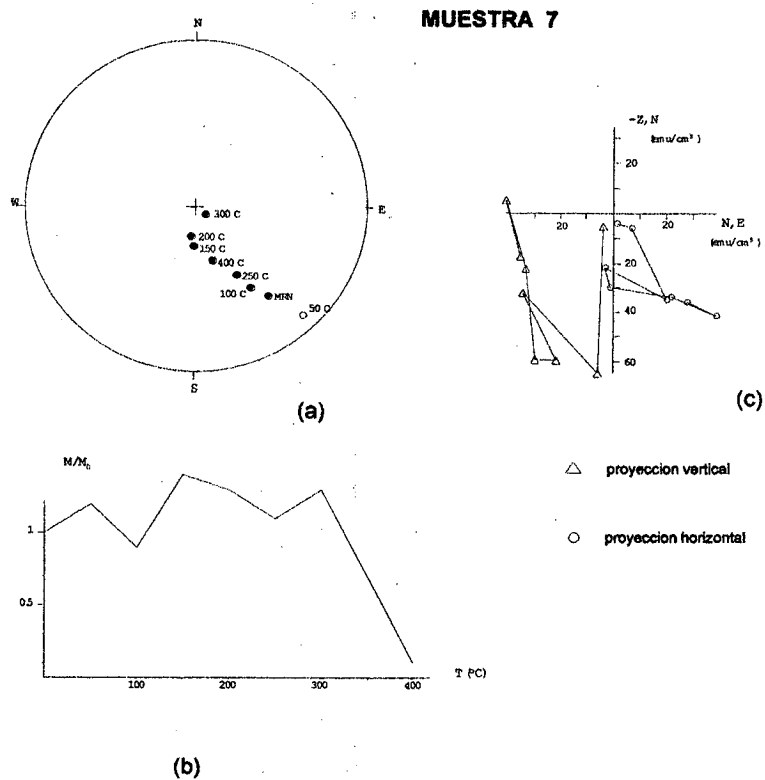 MUESTRA 7
N
W
E
S
300 C
200 C
150 C
400 C
250 C
100 C
MRN
50 C
(a)
-Z, N
(emu/cm³)
20
20
20
N, E
(emu/cm³)
20
40
60
(c)
M/M₀
1
0.5
100
200
300
400
T (ºC)
(b)
proyeccion vertical
proyeccion horizontal